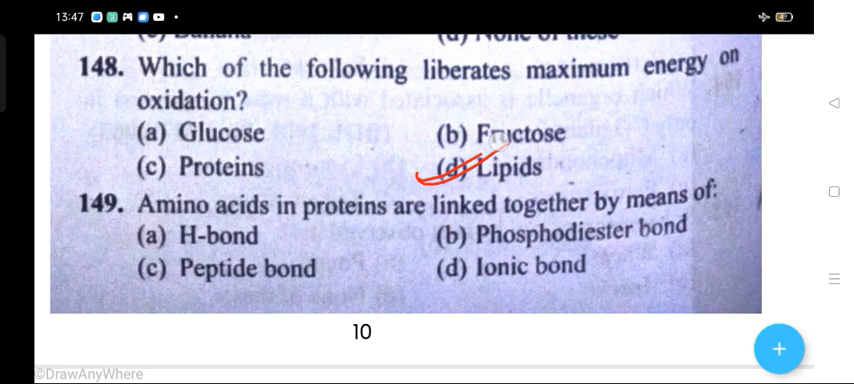 13:47
148. Which of the following liberates maximum energy on
oxidation?
(a) Glucose (b) Fructose
(c) Proteins (d) Lipids
149. Amino acids in proteins are linked together by means of:
(a) H-bond (b) Phosphodiester bond
(c) Peptide bond (d) Ionic bond
10
©DrawAnyWhere